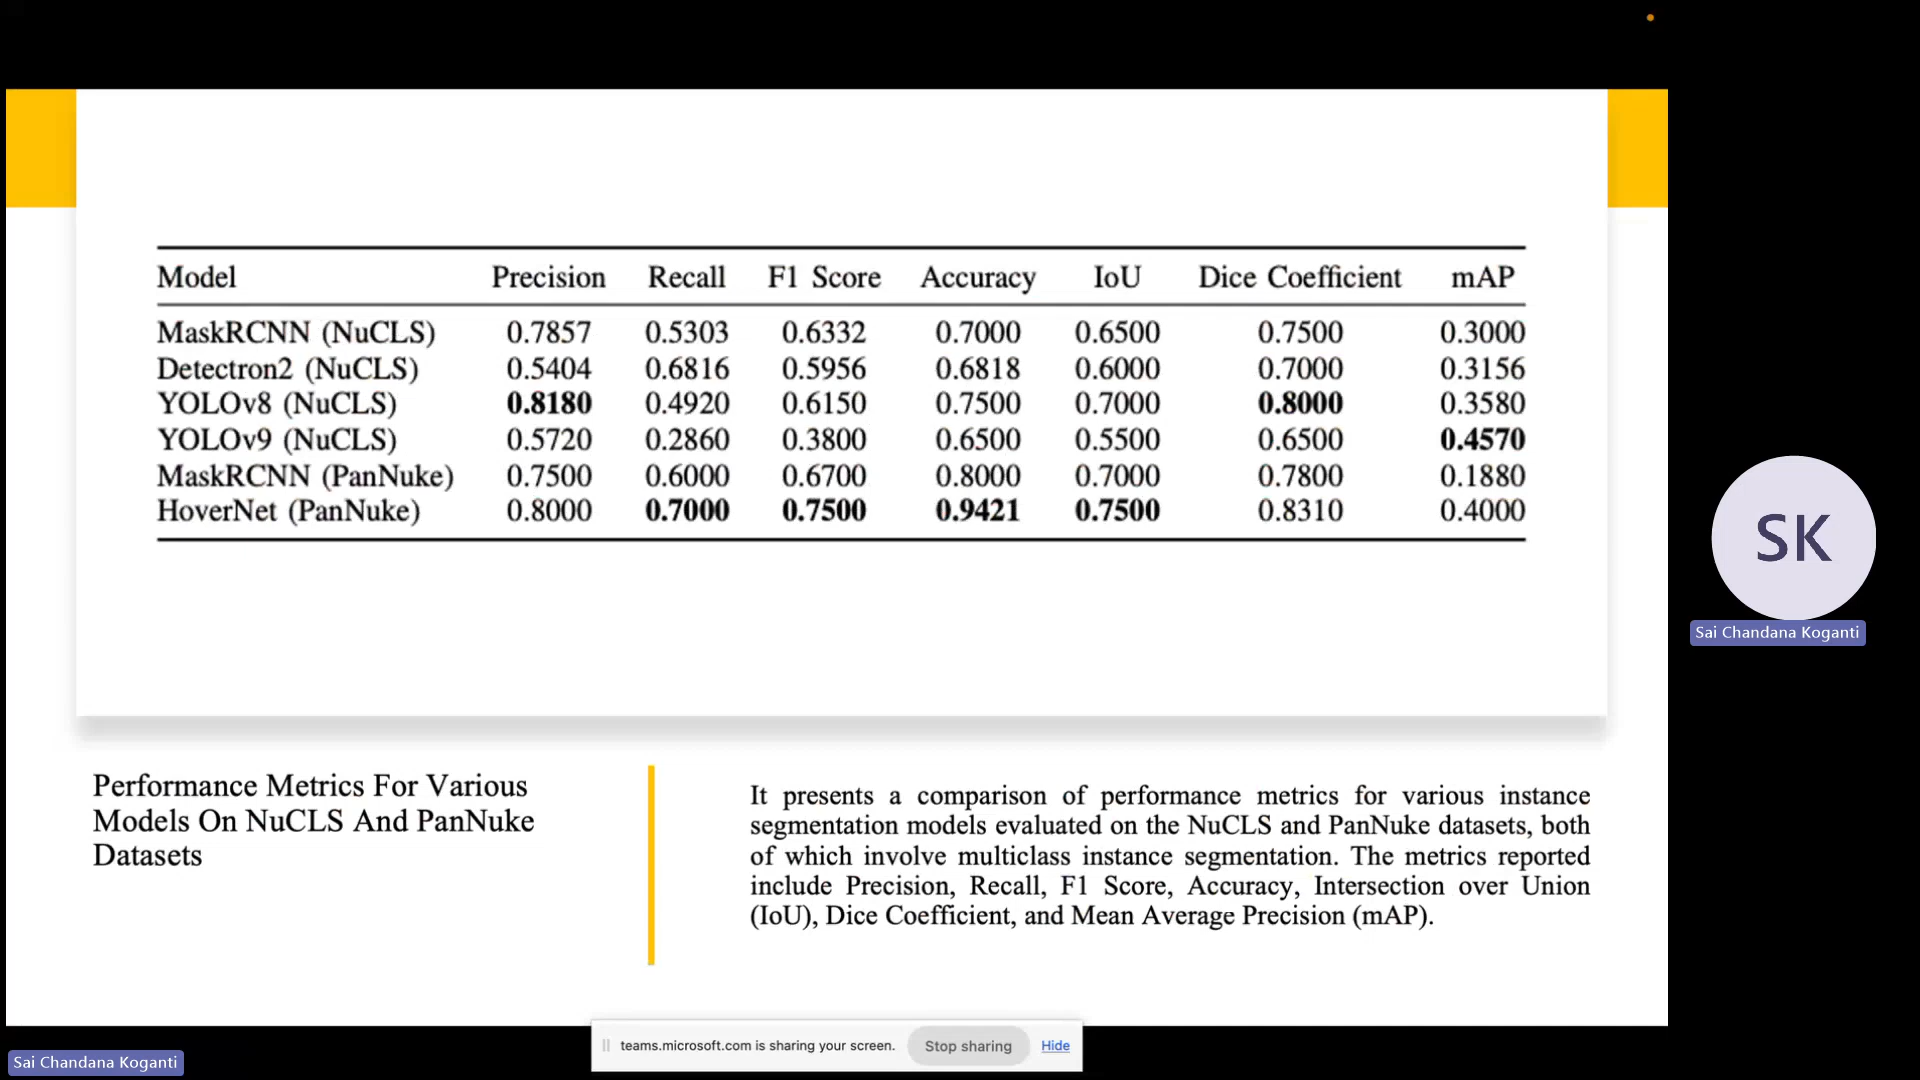 Model Precision Recall F1 Score Accuracy IoU Dice Coefficient mAP
MaskRCNN (NuCLS) 0.7857 0.5303 0.6332 0.7000 0.6500 0.7500 0.3000
Detectron2 (NuCLS) 0.5404 0.6816 0.5956 0.6818 0.6000 0.7000 0.3156
YOLOv8 (NuCLS) 0.8180 0.4920 0.6150 0.7500 0.7000 0.8000 0.3580
YOLOv9 (NuCLS) 0.5720 0.2860 0.3800 0.6500 0.5500 0.6500 0.4570
MaskRCNN (PanNuke) 0.7500 0.6000 0.6700 0.8000 0.7000 0.7800 0.1880
HoverNet (PanNuke) 0.8000 0.7000 0.7500 0.9421 0.7500 0.8310 0.4000
Performance Metrics For Various
Models On NuCLS And PanNuke
Datasets
It presents a comparison of performance metrics for various instance
segmentation models evaluated on the NuCLS and PanNuke datasets, both
of which involve multiclass instance segmentation. The metrics reported
include Precision, Recall, F1 Score, Accuracy, Intersection over Union
(IoU), Dice Coefficient, and Mean Average Precision (mAP).
SK
Sai Chandana Koganti
teams.microsoft.com is sharing your screen. Stop sharing Hide
Sai Chandana Koganti